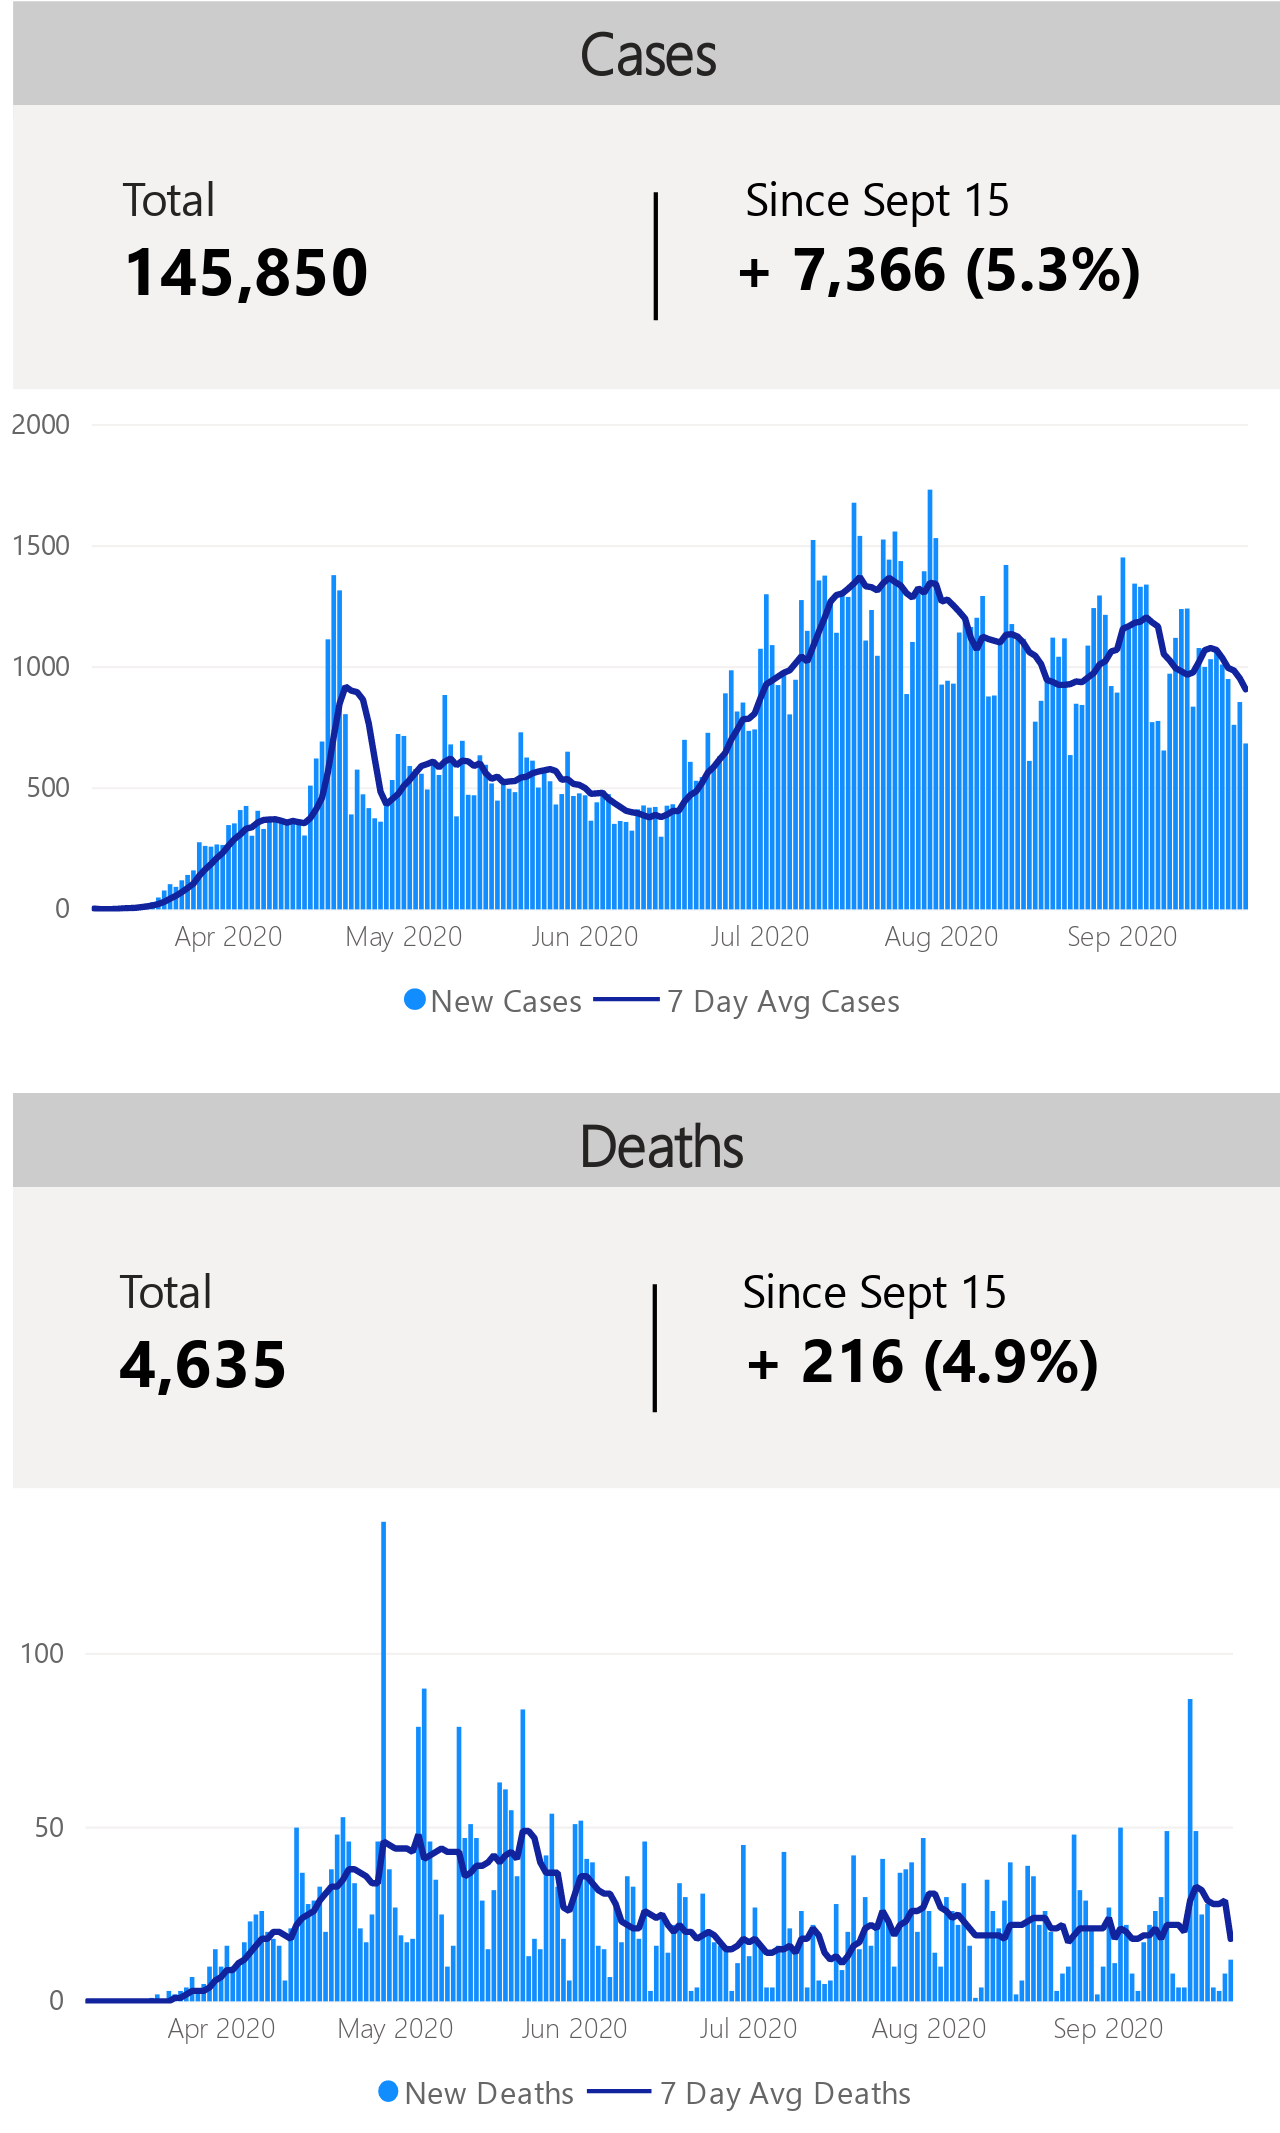 Cases
Total
Since Sept 15
145,850
+ 7,366 (5.3%)
2000
1500
1000
500
0
Apr 2020
May 2020
Jun 2020
Jul 2020
Aug 2020
Sep 2020
New Cases
7 Day Avg Cases
Deaths
Total
Since Sept 15
4,635
+ 216 (4.9%)
100
50
0
Apr 2020
May 2020
Jun 2020
Jul 2020
Aug 2020
Sep 2020
New Deaths
7 Day Avg Deaths